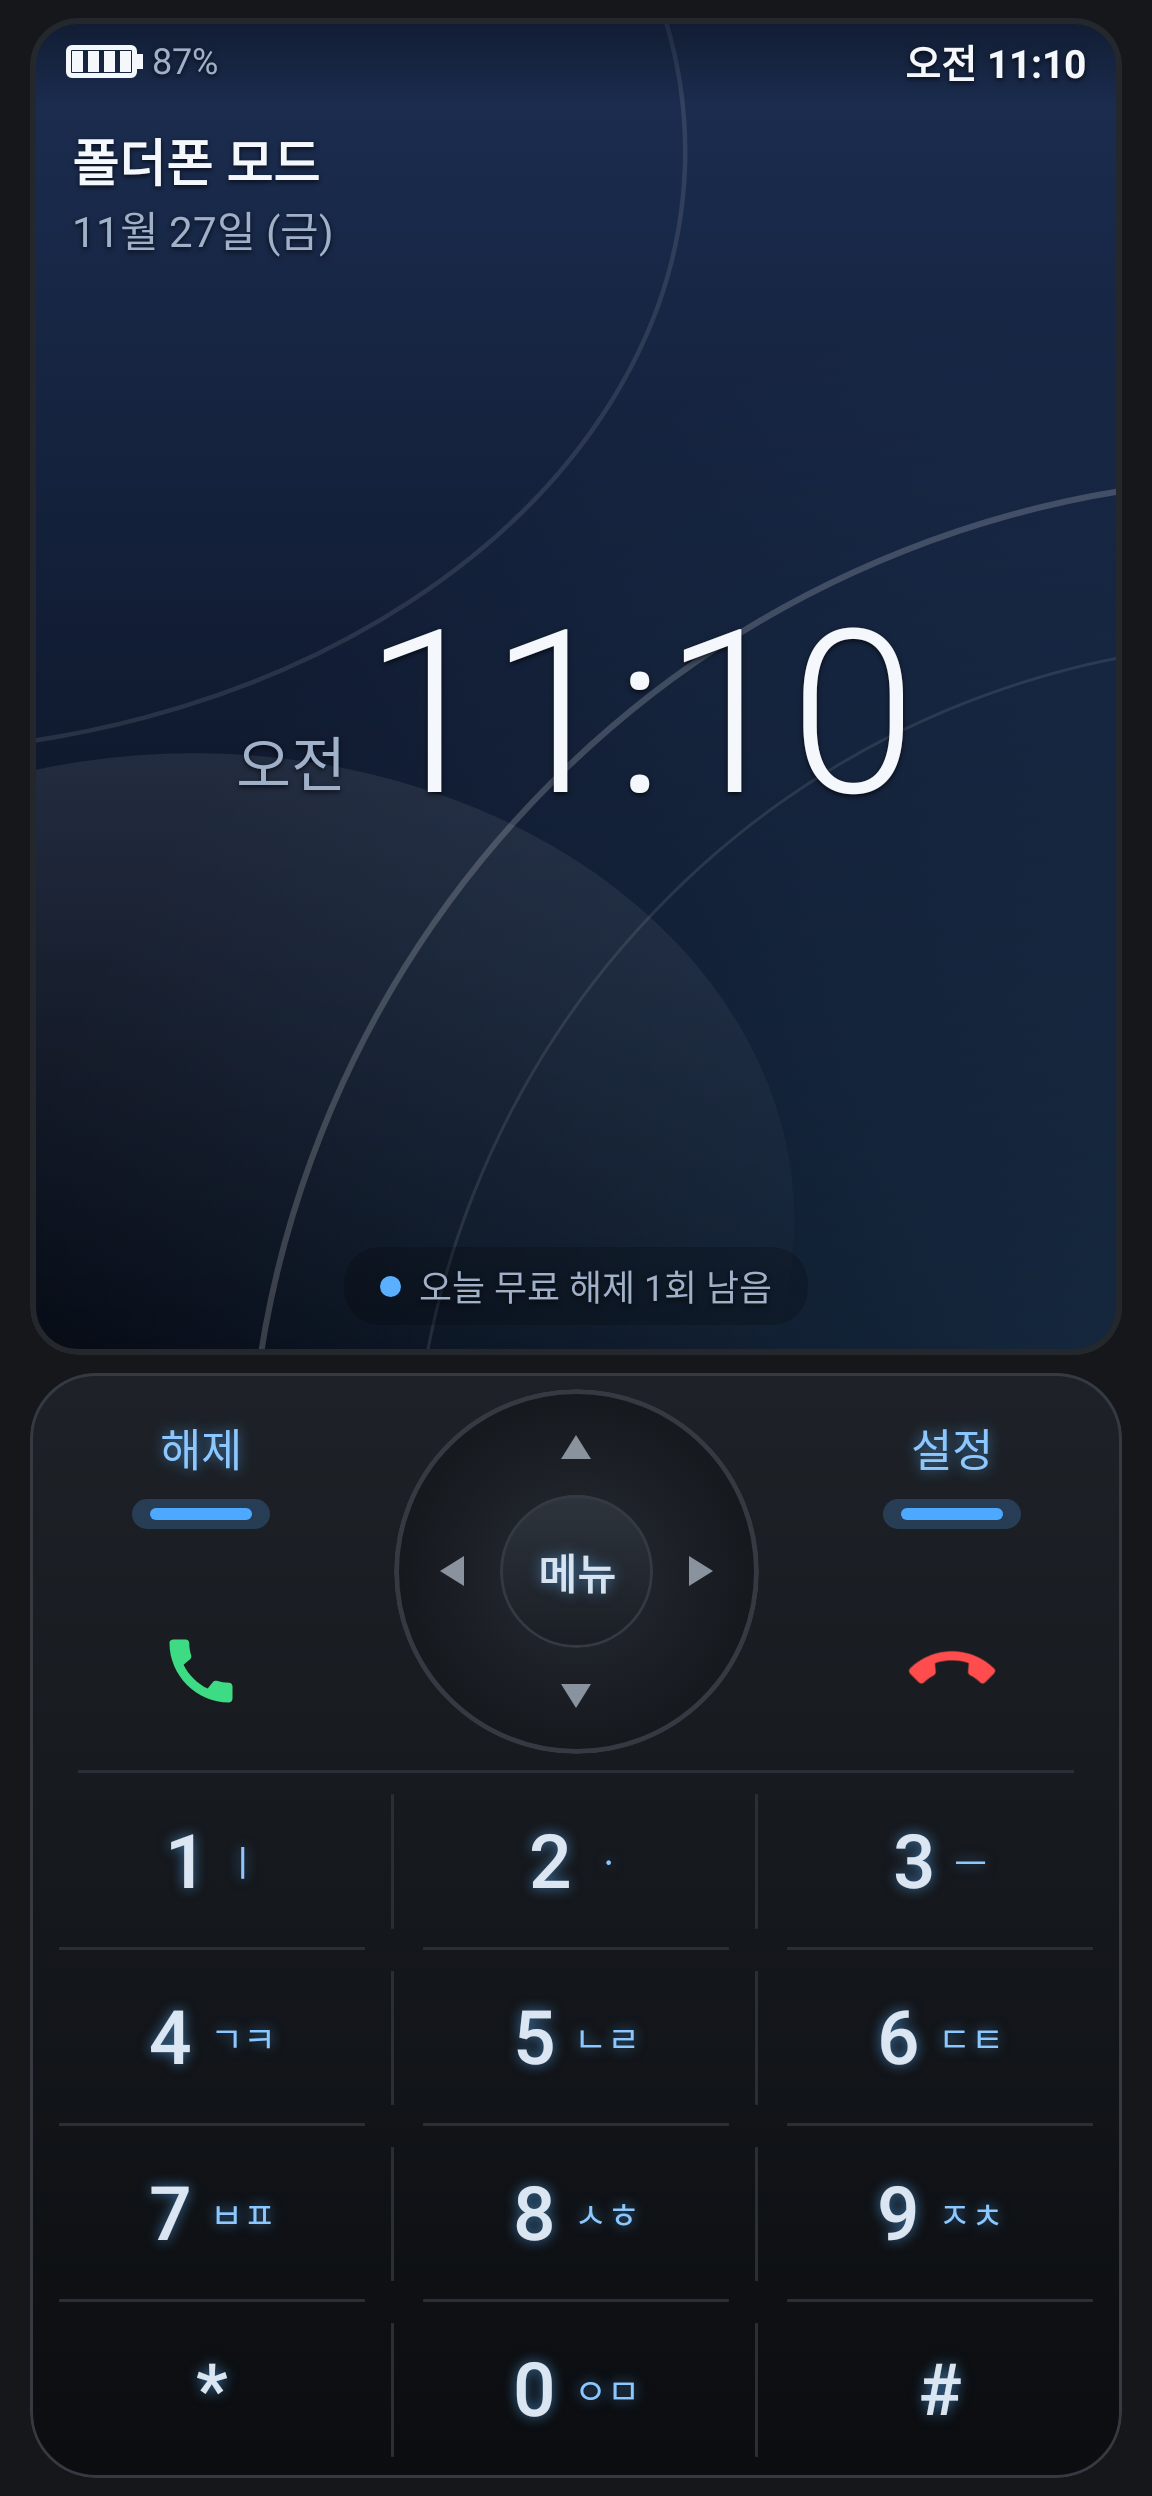 87% 오전 11:10
폴더폰 모드
11월 27일 (금)
오전 11:10
오늘 무료 해제 1회 남음
해제 설정
메뉴
1 ㅣ 2 · 3 ㅡ
4 ㄱㅋ 5 ㄴㄹ 6 ㄷㅌ
7 ㅂㅍ 8 ㅅㅎ 9 ㅈㅊ
* 0 ㅇㅁ #